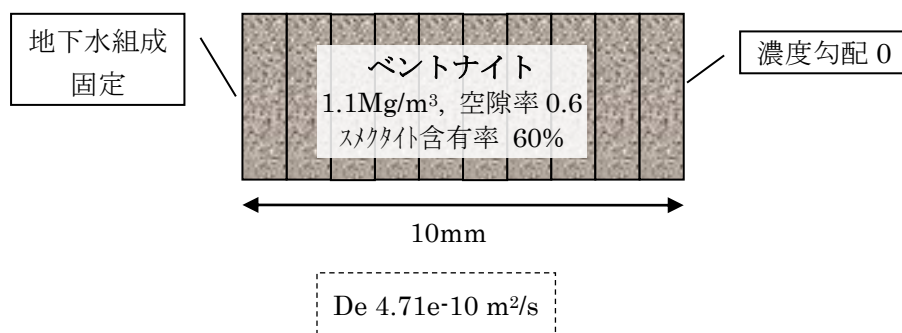 地下水組成
固定
ベントナイト
1.1Mg/m³, 空隙率 0.6
ｽﾒｸﾀｲﾄ含有率 60%
濃度勾配 0
10mm
De 4.71e-10 m²/s